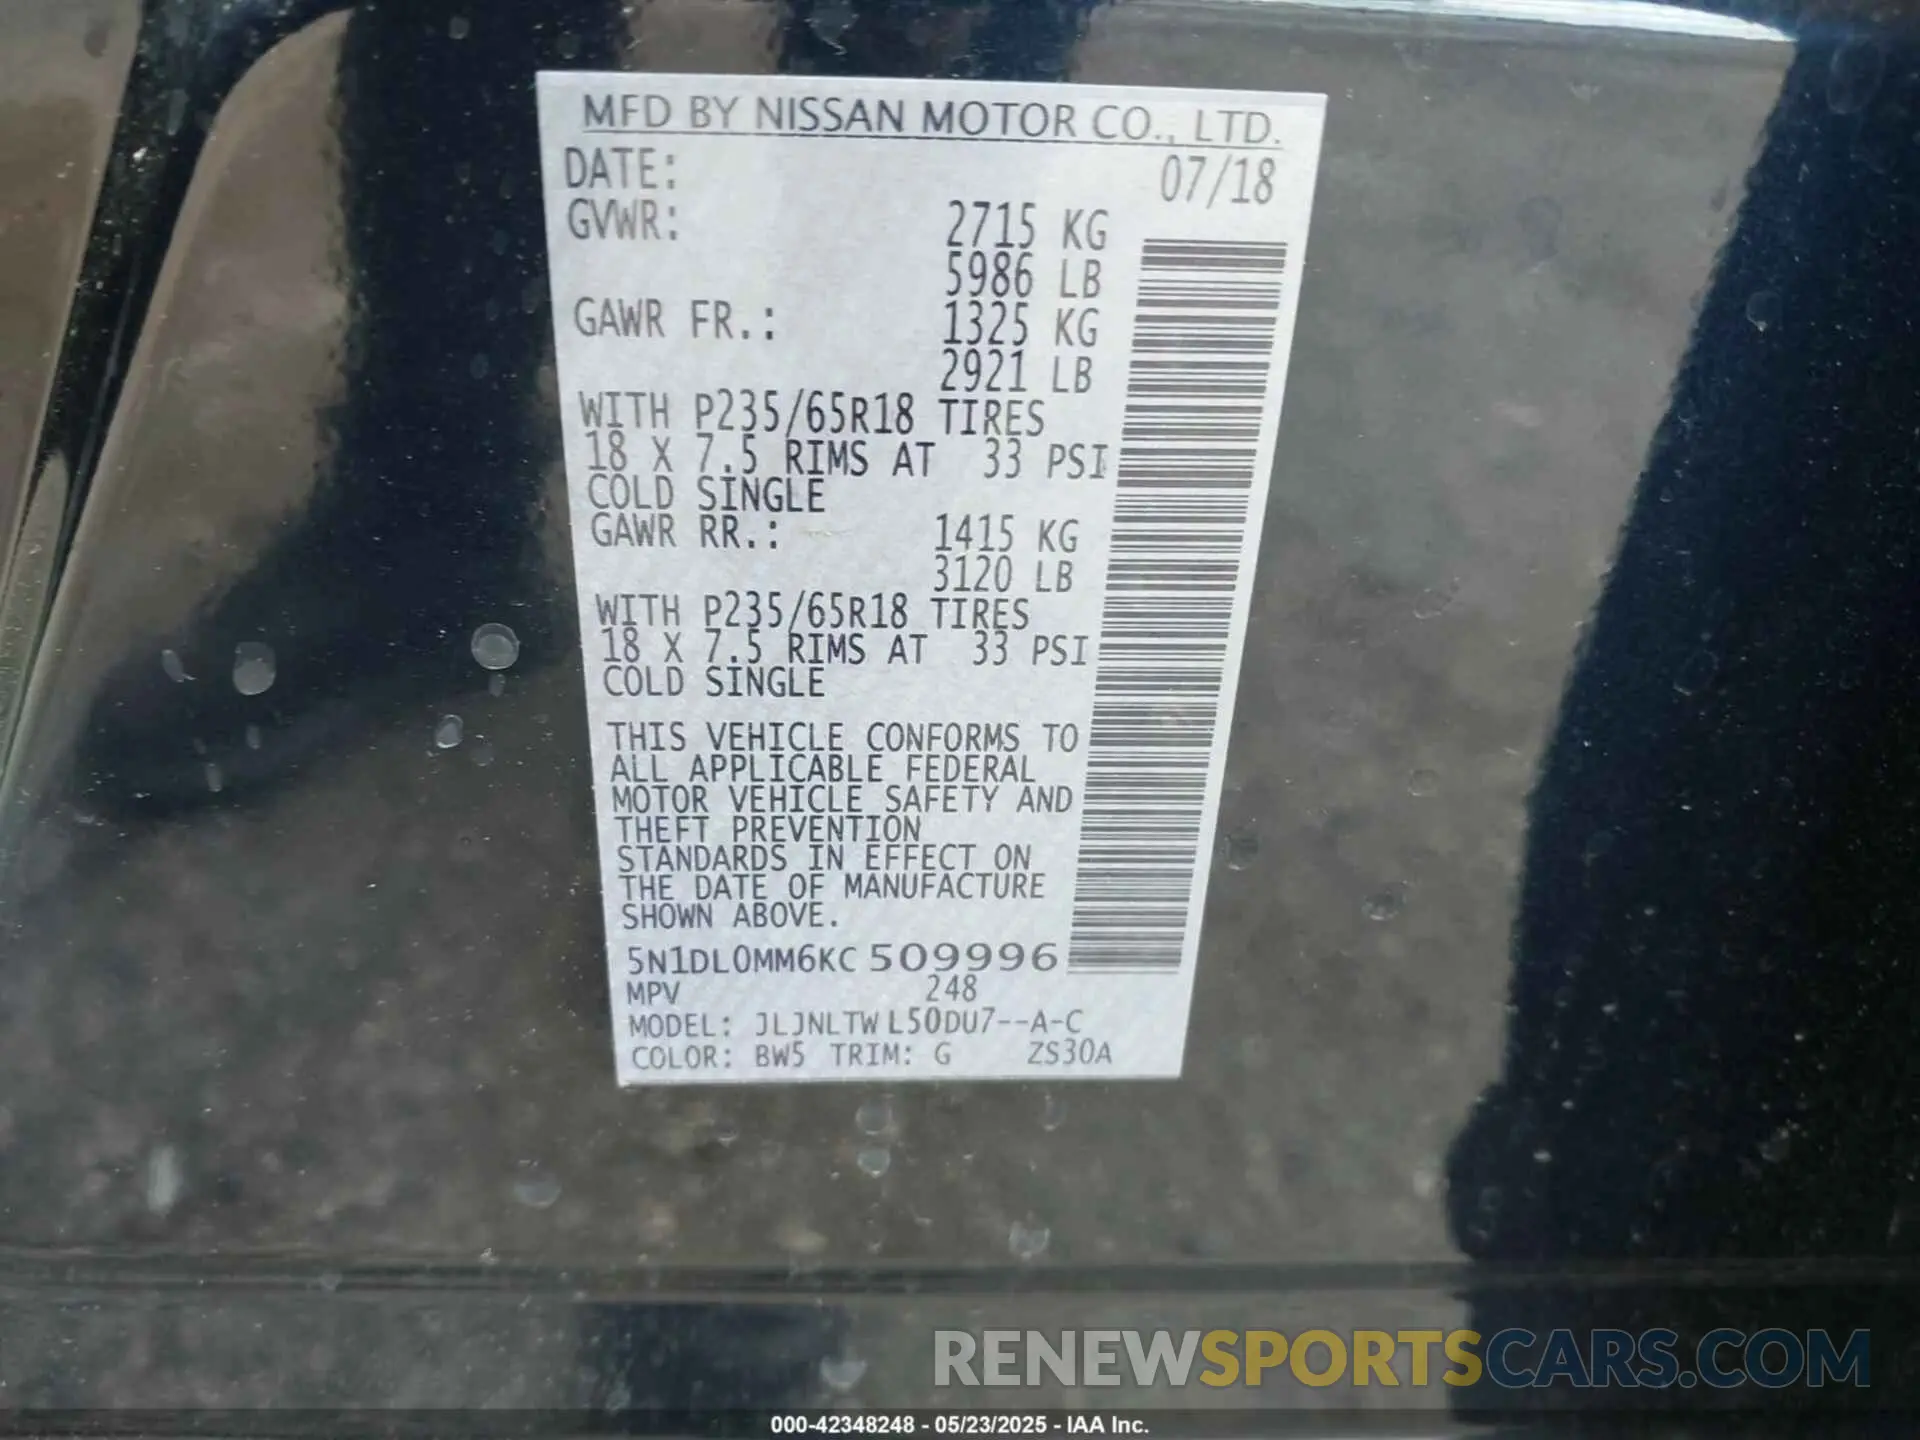 MFD BY NISSAN MOTOR CO., LTD.
DATE: 07/18
GVWR: 2715 KG
5986 LB
GAWR FR.: 1325 KG
2921 LB
WITH P235/65R18 TIRES
18 X 7.5 RIMS AT 33 PSI
COLD SINGLE
GAWR RR.: 1415 KG
3120 LB
WITH P235/65R18 TIRES
18 X 7.5 RIMS AT 33 PSI
COLD SINGLE
THIS VEHICLE CONFORMS TO
ALL APPLICABLE FEDERAL
MOTOR VEHICLE SAFETY AND
THEFT PREVENTION
STANDARDS IN EFFECT ON
THE DATE OF MANUFACTURE
SHOWN ABOVE.
5N1DL0MM6KC 509996
MPV 248
MODEL: JLJNLTW L50DU7--A-C
COLOR: BW5 TRIM: G ZS30A
RENEWSPORTSCARS.COM
000-42348248 - 05/23/2025 - IAA Inc.